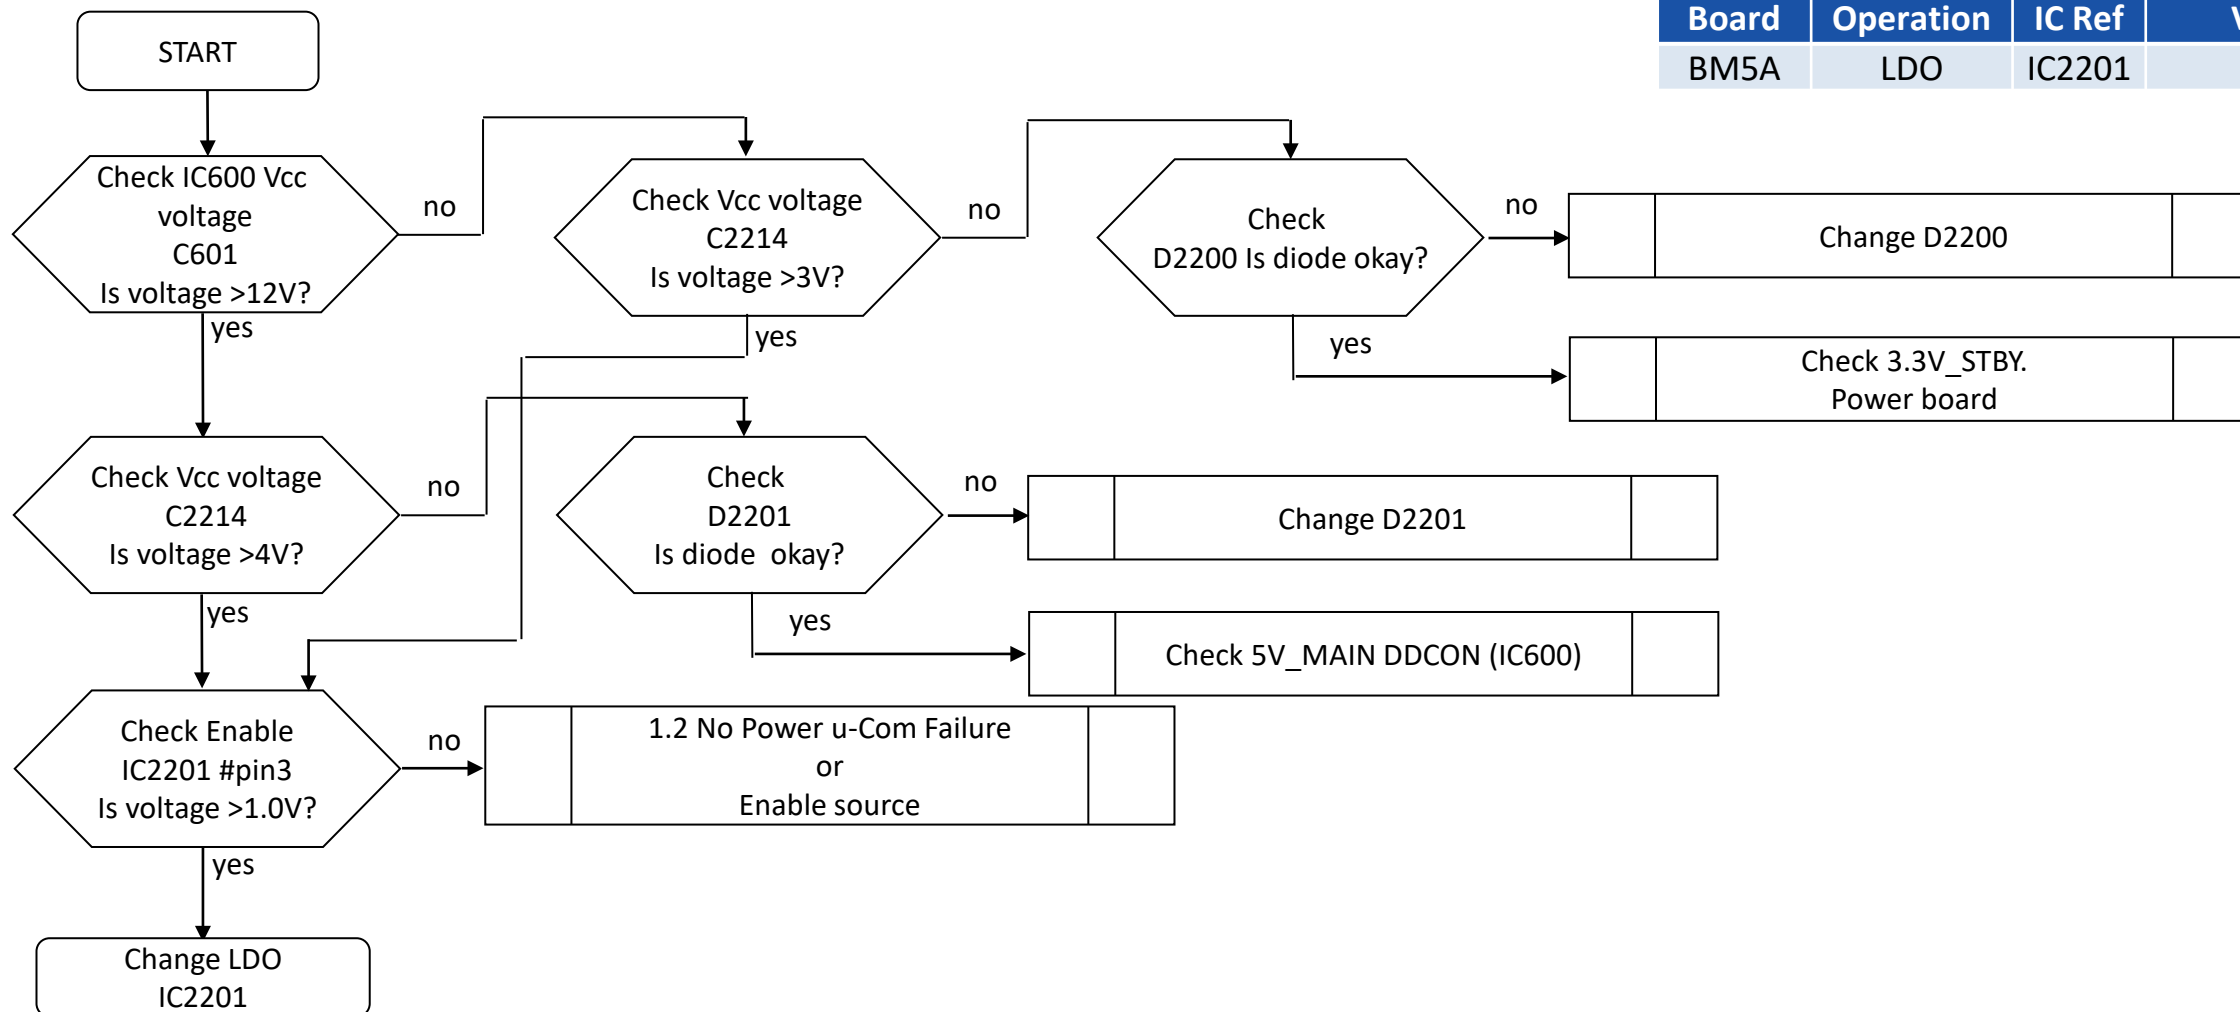 START
Board Operation IC Ref
BM5A LDO IC2201
Check IC600 Vcc
voltage
C601
Is voltage >12V?
no
yes
Check Vcc voltage
C2214
Is voltage >3V?
no
yes
Check
D2200 Is diode okay?
no
yes
Change D2200
Check 3.3V_STBY.
Power board
Check Vcc voltage
C2214
Is voltage >4V?
no
yes
Check
D2201
Is diode okay?
no
yes
Change D2201
Check 5V_MAIN DDCON (IC600)
Check Enable
IC2201 #pin3
Is voltage >1.0V?
no
yes
1.2 No Power u-Com Failure
or
Enable source
Change LDO
IC2201